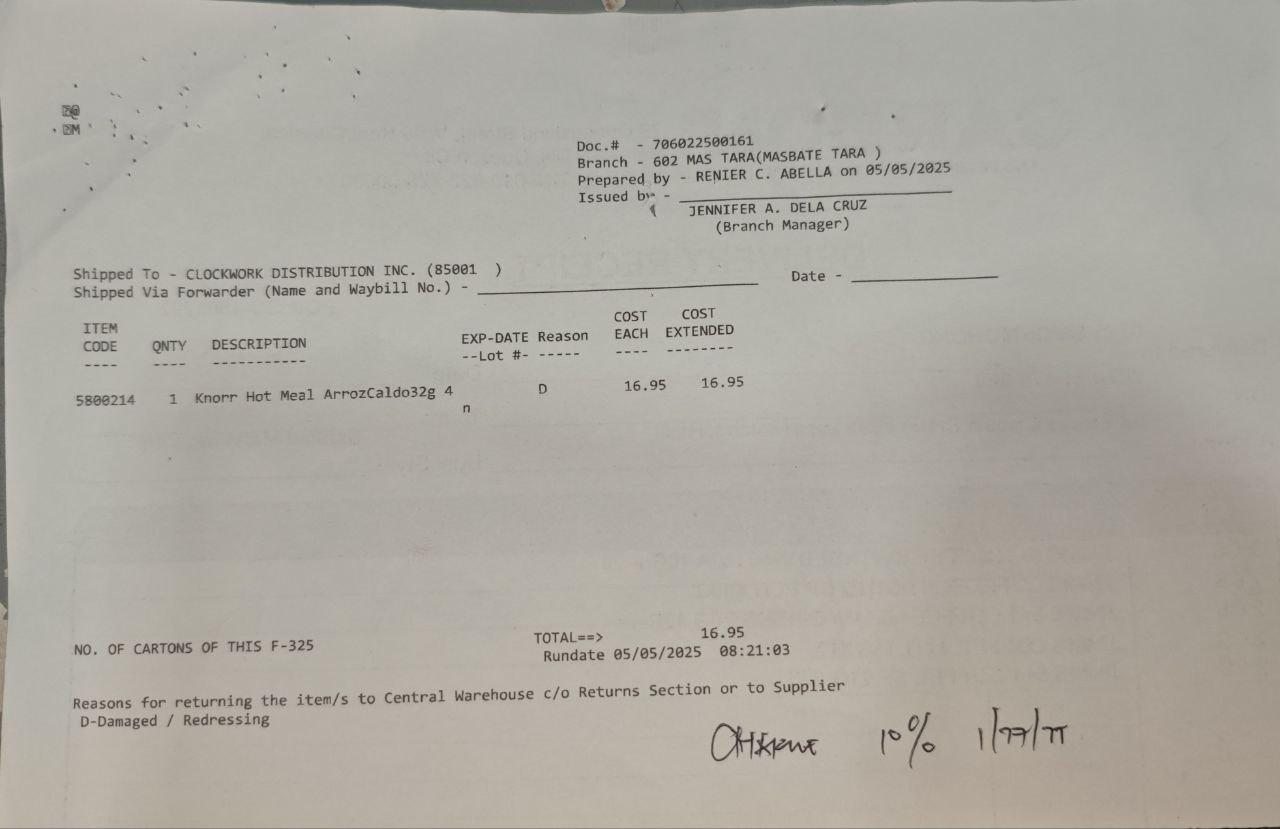 Doc.# - 706022500161
Branch - 602 MAS TARA(MASBATE TARA )
Prepared by - RENIER C. ABELLA on 05/05/2025
Issued by -
JENNIFER A. DELA CRUZ
(Branch Manager)
Shipped To - CLOCKWORK DISTRIBUTION INC. (85001 )
Shipped Via Forwarder (Name and Waybill No.) - Date -
ITEM COST COST
CODE QNTY DESCRIPTION EXP-DATE Reason EACH EXTENDED
---- ---- ----------- --Lot #- ----- ---- --------
5800214 1 Knorr Hot Meal ArrozCaldo32g 4 D 16.95 16.95
n
NO. OF CARTONS OF THIS F-325 TOTAL==> 16.95
Rundate 05/05/2025 08:21:03
Reasons for returning the item/s to Central Warehouse c/o Returns Section or to Supplier
D-Damaged / Redressing
10%